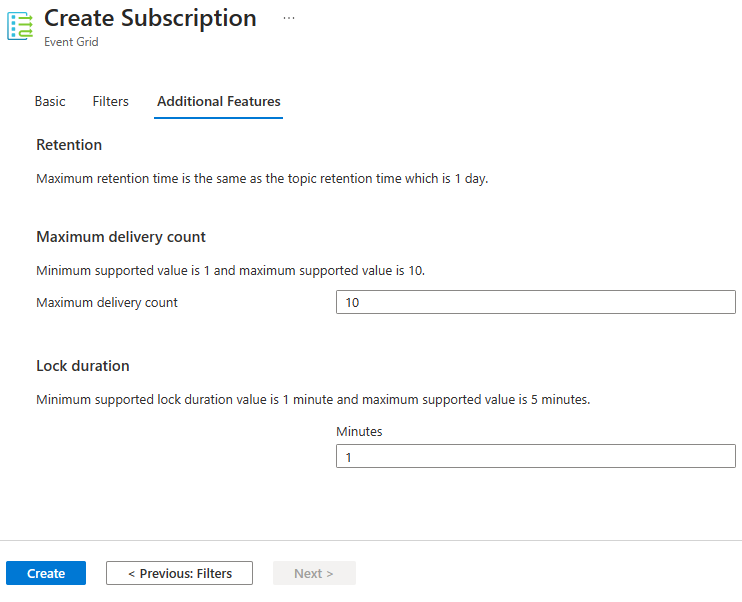 Create Subscription ...
Event Grid
Basic Filters Additional Features
Retention
Maximum retention time is the same as the topic retention time which is 1 day.
Maximum delivery count
Minimum supported value is 1 and maximum supported value is 10.
Maximum delivery count 10
Lock duration
Minimum supported lock duration value is 1 minute and maximum supported value is 5 minutes.
Minutes
1
Create < Previous: Filters Next >